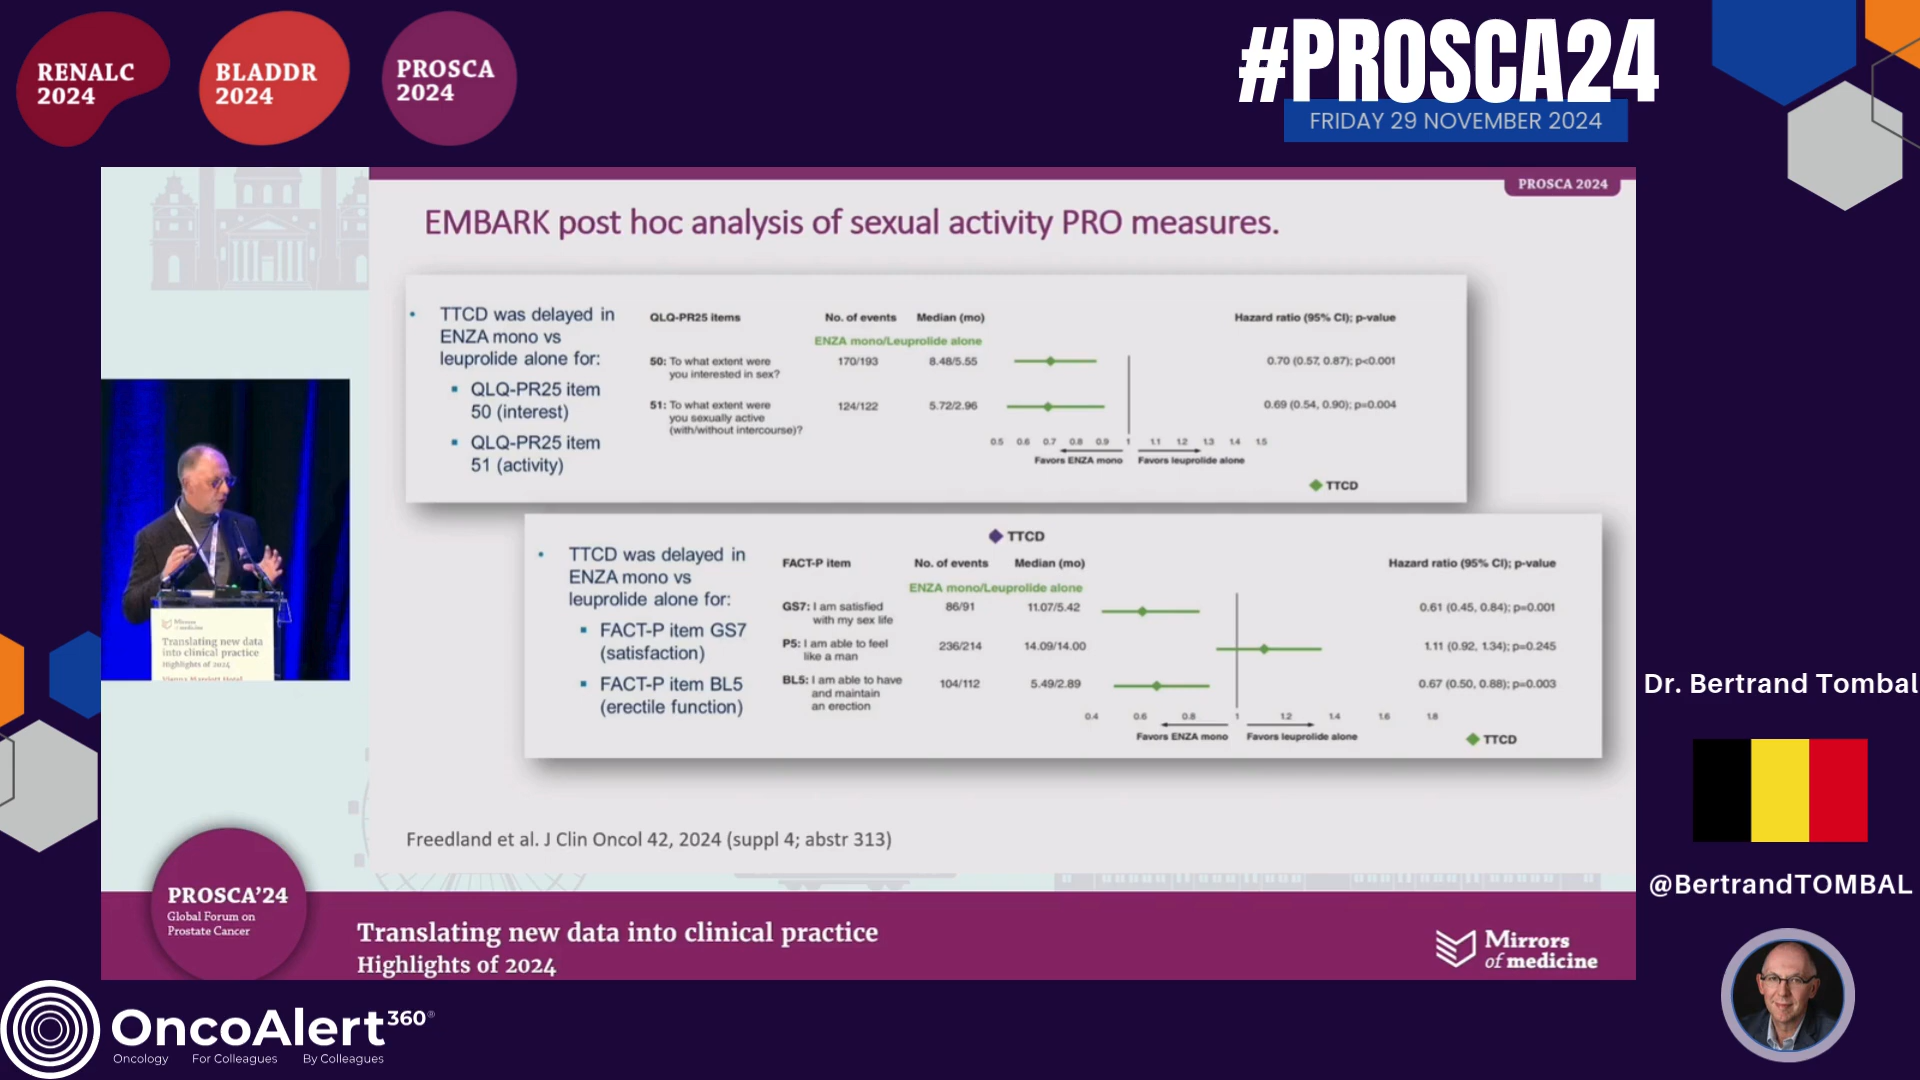 RENALC
2024
BLADDR
2024
PROSCA
2024
#PROSCA24
FRIDAY 29 NOVEMBER 2024
PROSCA 2024
EMBARK post hoc analysis of sexual activity PRO measures.
• TTCD was delayed in
ENZA mono vs
leuprolide alone for:
▪ QLQ-PR25 item
50 (interest)
▪ QLQ-PR25 item
51 (activity)
QLQ-PR25 items No. of events Median (mo) Hazard ratio (95% CI); p-value
ENZA mono/Leuprolide alone
50: To what extent were 170/193 8.48/5.55 0.70 (0.57, 0.87); p<0.001
you interested in sex?
51: To what extent were 124/122 5.72/2.96 0.69 (0.54, 0.90); p=0.004
you sexually active
(with/without intercourse)?
0.5 0.6 0.7 0.8 0.9 1 1.1 1.2 1.3 1.4 1.5
Favors ENZA mono Favors leuprolide alone
TTCD
TTCD
• TTCD was delayed in
ENZA mono vs
leuprolide alone for:
▪ FACT-P item GS7
(satisfaction)
▪ FACT-P item BL5
(erectile function)
FACT-P item No. of events Median (mo) Hazard ratio (95% CI); p-value
ENZA mono/Leuprolide alone
GS7: I am satisfied 86/91 11.07/5.42 0.61 (0.45, 0.84); p=0.001
with my sex life
P5: I am able to feel 236/214 14.09/14.00 1.11 (0.92, 1.34); p=0.245
like a man
BL5: I am able to have 104/112 5.49/2.89 0.67 (0.50, 0.88); p=0.003
and maintain
an erection
0.4 0.6 0.8 1 1.2 1.4 1.6 1.8
Favors ENZA mono Favors leuprolide alone
TTCD
Freedland et al. J Clin Oncol 42, 2024 (suppl 4; abstr 313)
Mirrors
of medicine
Translating new data
into clinical practice
Highlights of 2024
Vienna Marriott Hotel
PROSCA'24
Global Forum on
Prostate Cancer
Translating new data into clinical practice
Highlights of 2024
Mirrors
of medicine
Dr. Bertrand Tombal
@BertrandTOMBAL
OncoAlert360®
Oncology For Colleagues By Colleagues